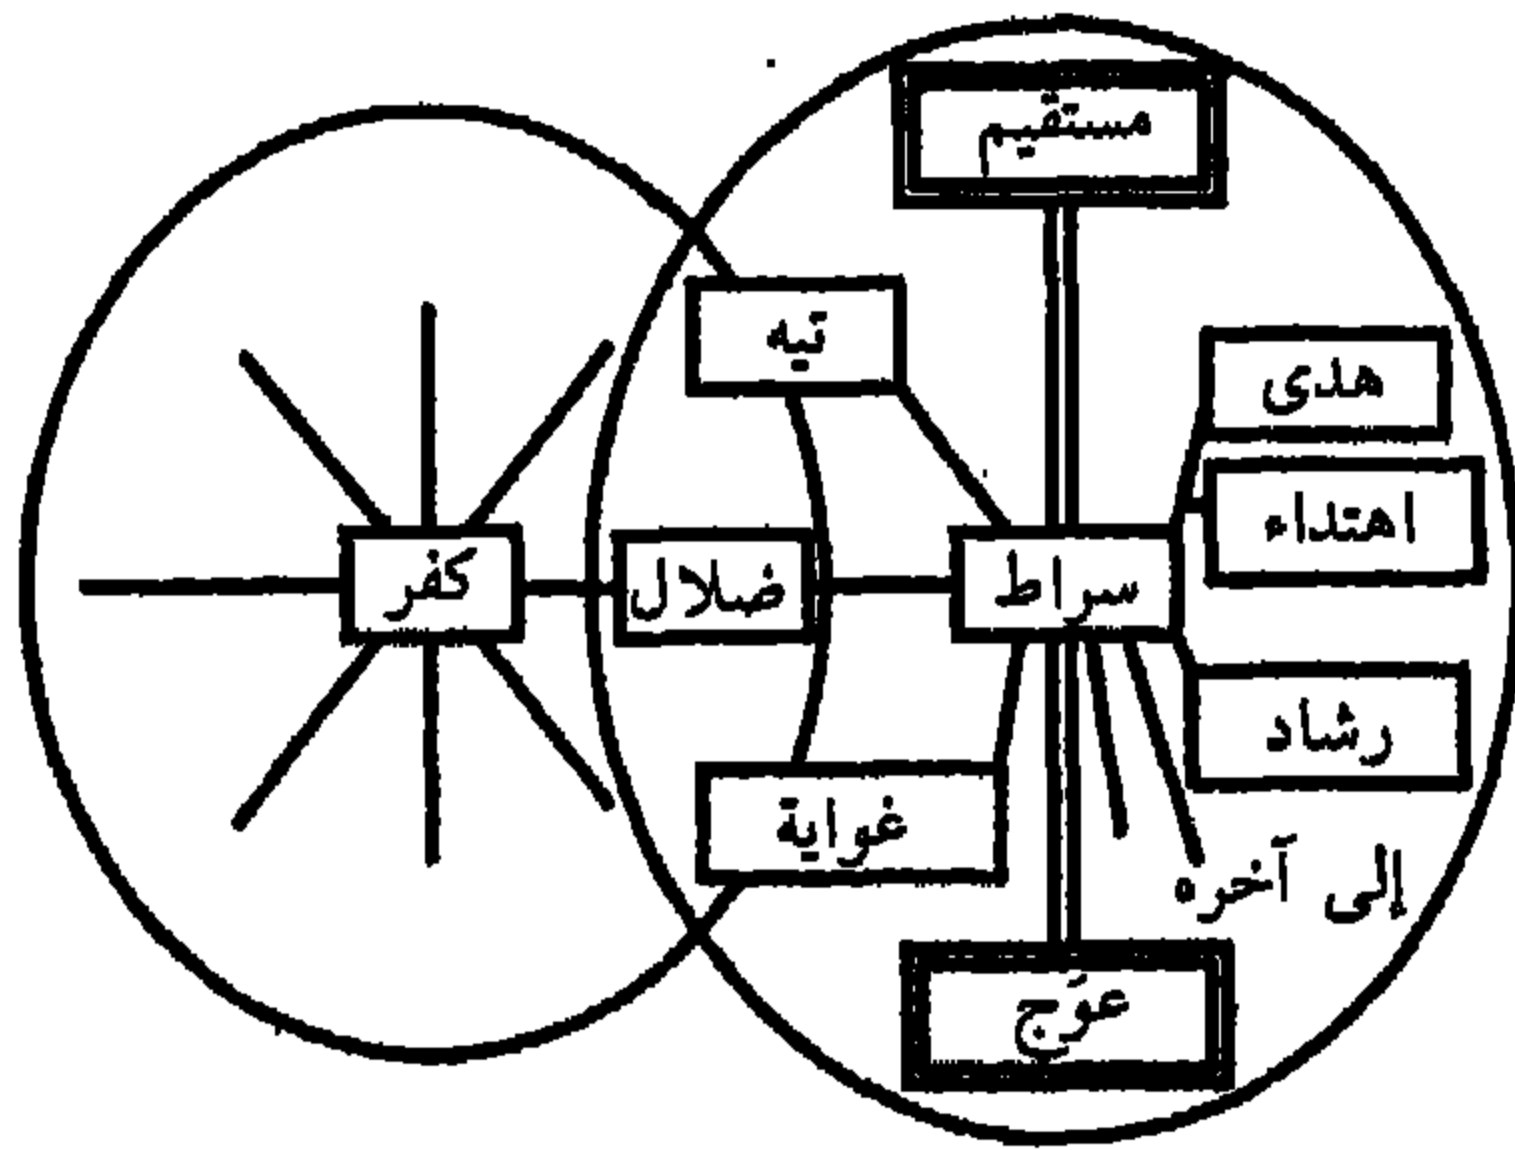 مستقيم
تيه
هدى
اهتداء
كفر
ضلال
سراط
رشاد
غواية
إلى آخره
عوَج